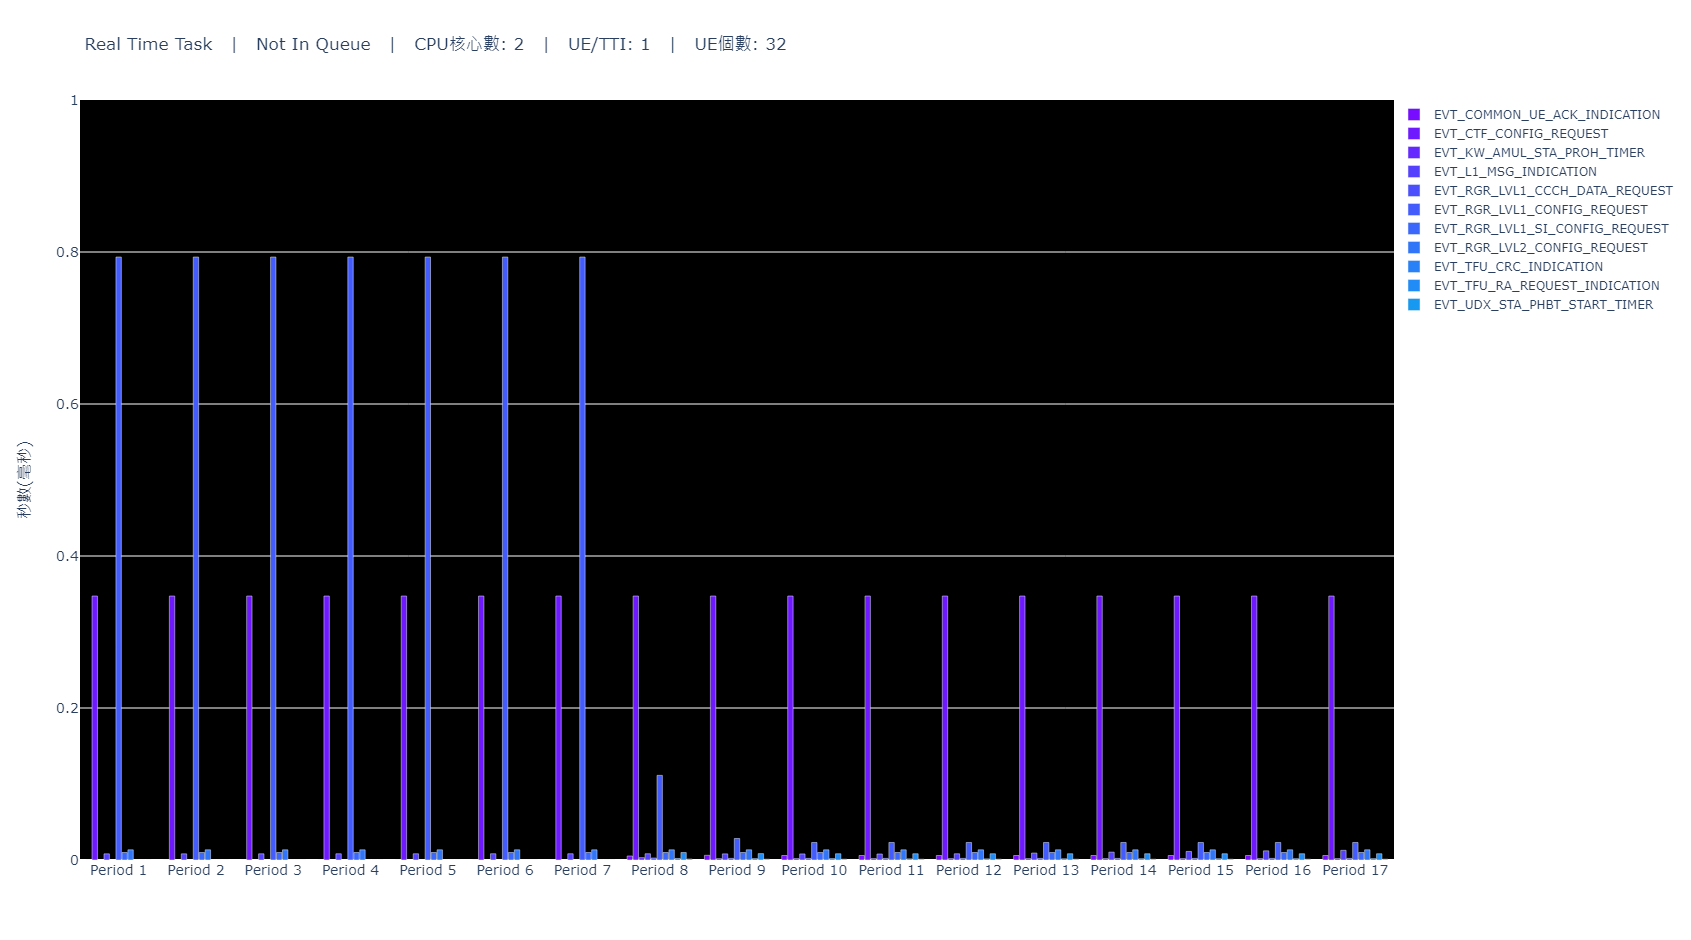 Real Time Task | Not In Queue | CPU核心數: 2 | UE/TTI: 1 | UE個數: 32
1
0.8
0.6
0.4
0.2
0
秒數(毫秒)
Period 1 Period 2 Period 3 Period 4 Period 5 Period 6 Period 7 Period 8 Period 9 Period 10 Period 11 Period 12 Period 13 Period 14 Period 15 Period 16 Period 17
EVT_COMMON_UE_ACK_INDICATION
EVT_CTF_CONFIG_REQUEST
EVT_KW_AMUL_STA_PROH_TIMER
EVT_L1_MSG_INDICATION
EVT_RGR_LVL1_CCCH_DATA_REQUEST
EVT_RGR_LVL1_CONFIG_REQUEST
EVT_RGR_LVL1_SI_CONFIG_REQUEST
EVT_RGR_LVL2_CONFIG_REQUEST
EVT_TFU_CRC_INDICATION
EVT_TFU_RA_REQUEST_INDICATION
EVT_UDX_STA_PHBT_START_TIMER